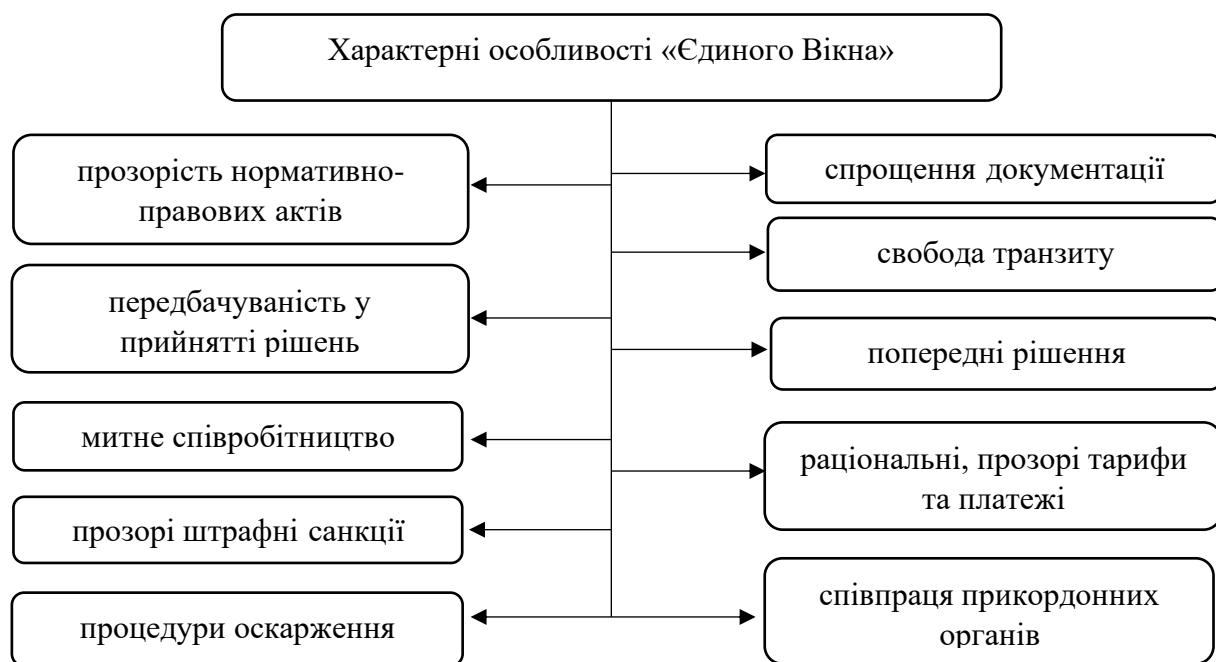 Характерні особливості «Єдиного Вікна»
прозорість нормативно-
правових актів
передбачуваність у
прийнятті рішень
митне співробітництво
прозорі штрафні санкції
процедури оскарження
спрощення документації
свобода транзиту
попередні рішення
раціональні, прозорі тарифи
та платежі
співпраця прикордонних
органів